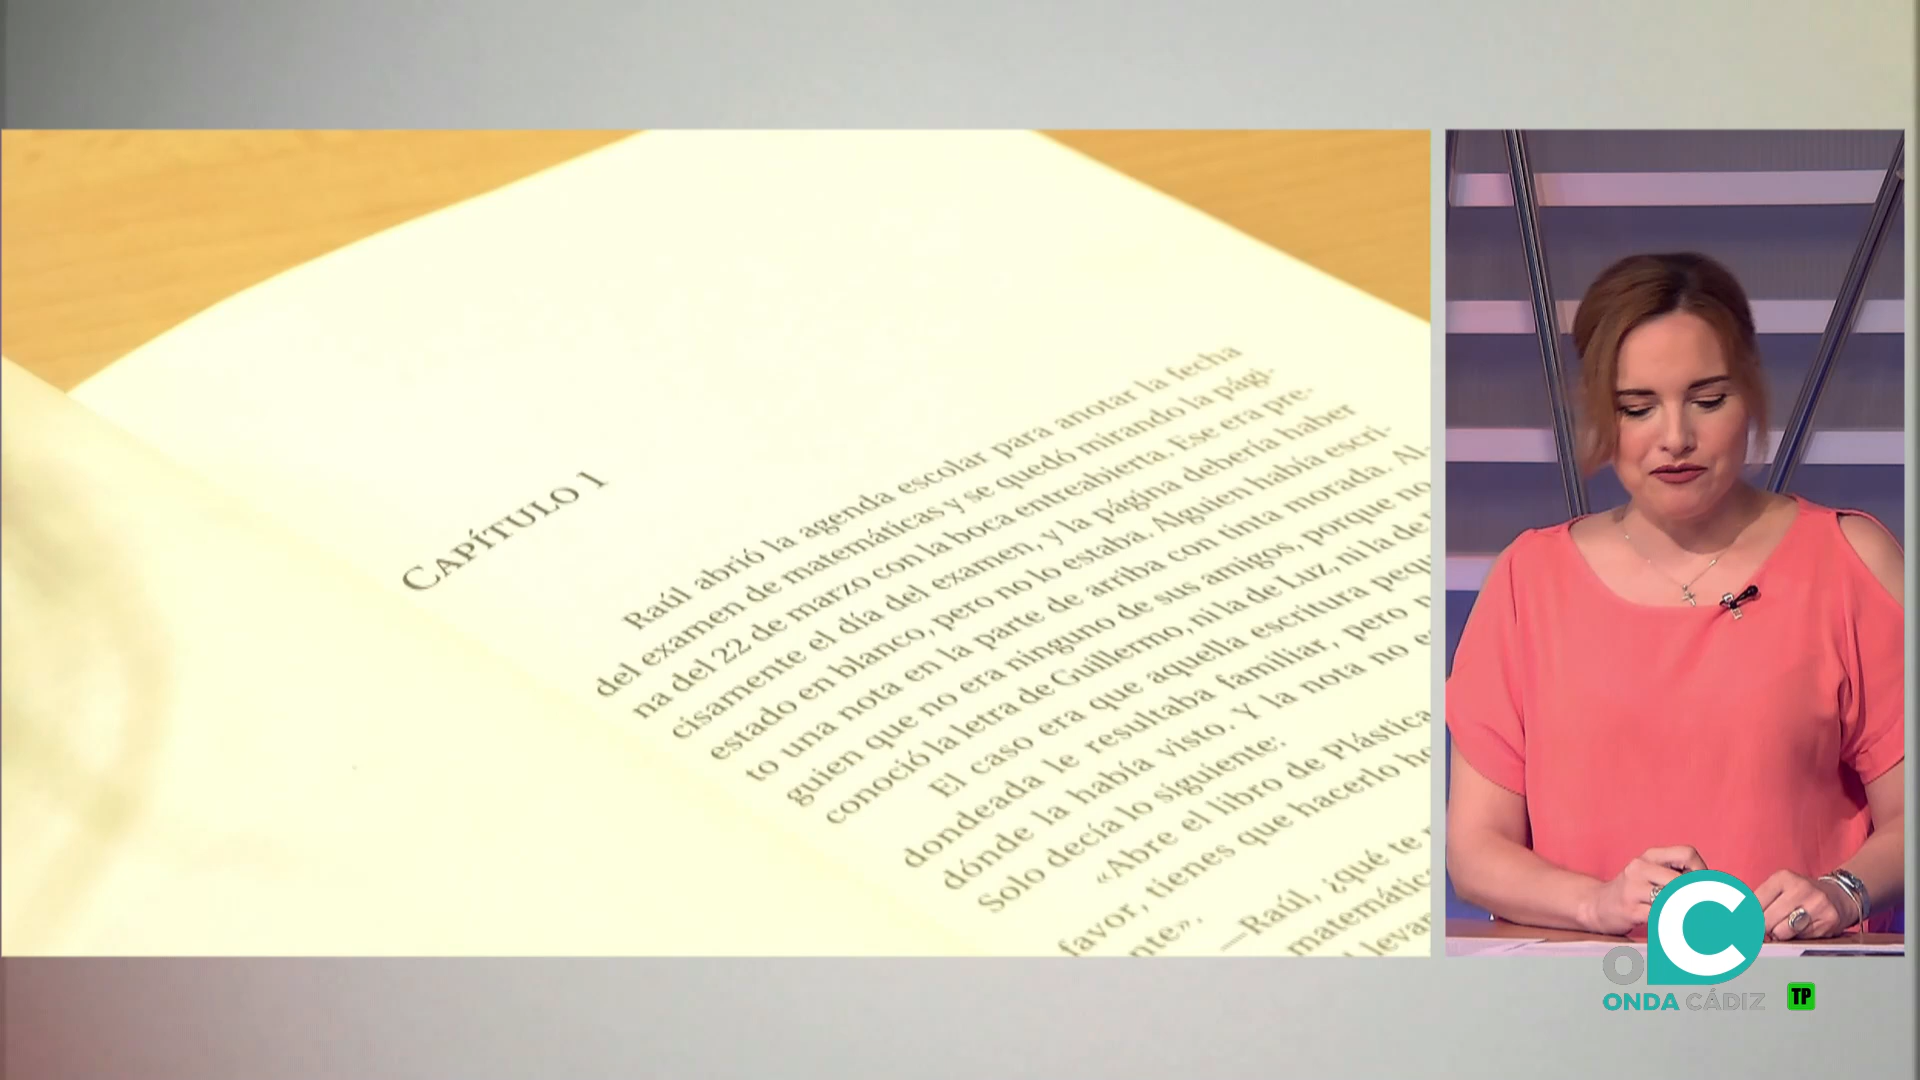 CAPÍTULO 1
Raúl abrió la agenda escolar para anotar la fecha
del examen de matemáticas y se quedó mirando la pági-
na del 22 de marzo con la boca entreabierta. Ese era pre-
cisamente el día del examen, y la página debería haber
estado en blanco, pero no lo estaba. Alguien había escri-
to una nota en la parte de arriba con tinta morada. Al-
guien que no era ninguno de sus amigos, porque no
conoció la letra de Guillermo, ni la de Luz, ni la de
El caso era que aquella escritura
dondeada le resultaba familiar, pero
dónde la había visto. Y la nota no
Solo decía lo siguiente:
«Abre el libro de Plástica
favor, tienes que hacerlo
nte».
—Raúl, ¿qué te
C
ONDA CÁDIZ
TP